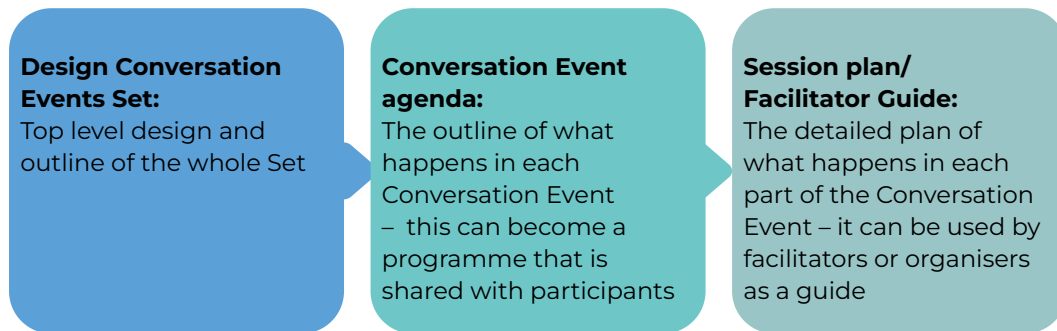 Design Conversation
Events Set:
Top level design and
outline of the whole Set
Conversation Event
agenda:
The outline of what
happens in each
Conversation Event
– this can become a
programme that is
shared with participants
Session plan/
Facilitator Guide:
The detailed plan of
what happens in each
part of the Conversation
Event – it can be used by
facilitators or organisers
as a guide